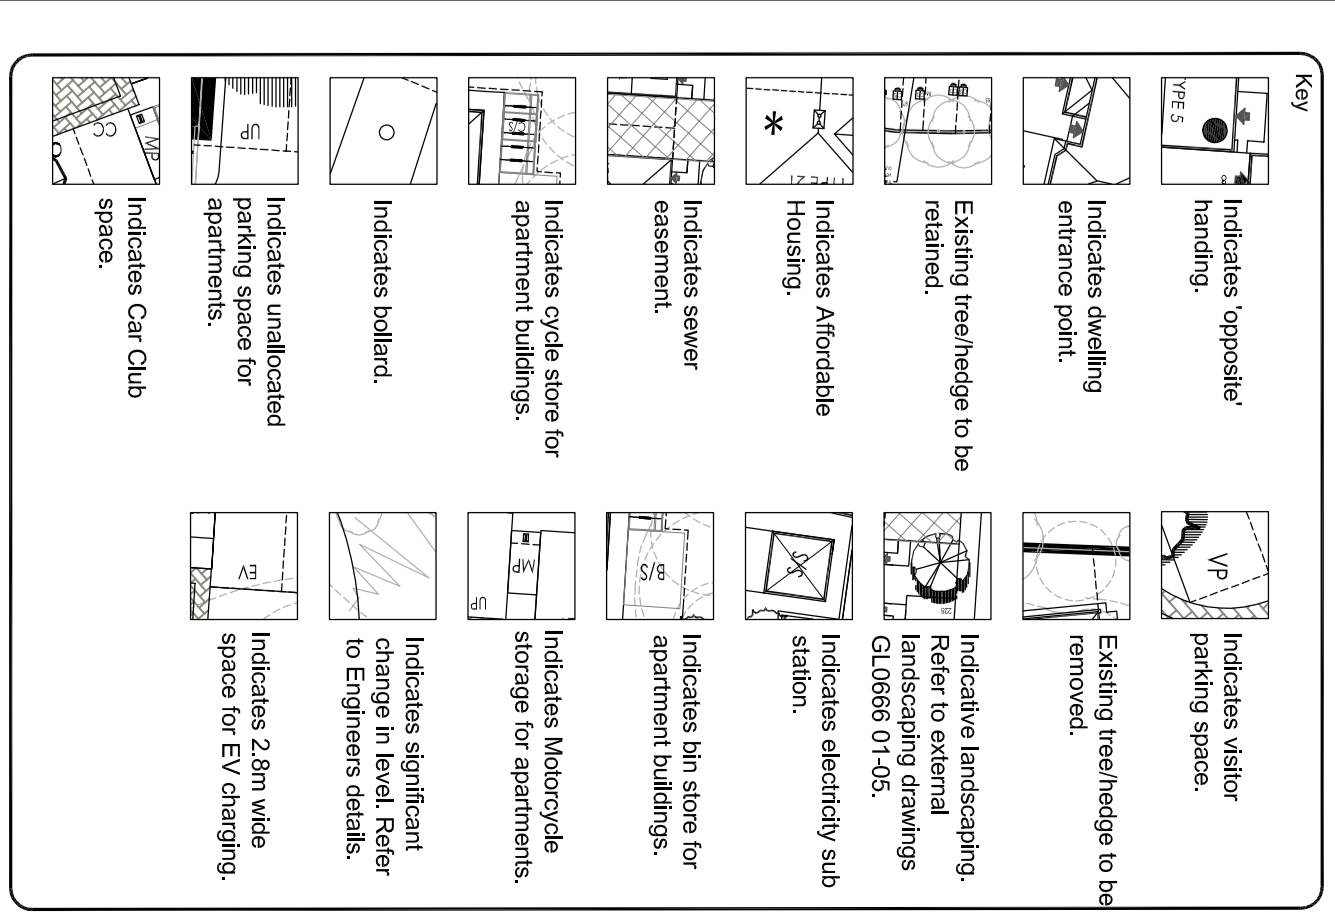 Key
TYPE 5
Indicates 'opposite'
handing.
Indicates dwelling
entrance point.
Existing tree/hedge to be
retained.
*
Indicates Affordable
Housing.
Indicates sewer
easement.
C/S
Indicates cycle store for
apartment buildings.
Indicates bollard.
UP
Indicates unallocated
parking space for
apartments.
CC
MP
Indicates Car Club
space.
VP
Indicates visitor
parking space.
Existing tree/hedge to be
removed.
228
Indicative landscaping.
Refer to external
landscaping drawings
GL0666 01-05.
S/S
Indicates electricity sub
station.
B/S
Indicates bin store for
apartment buildings.
MP
UP
Indicates Motorcycle
storage for apartments.
Indicates significant
change in level. Refer
to Engineers details.
EV
Indicates 2.8m wide
space for EV charging.